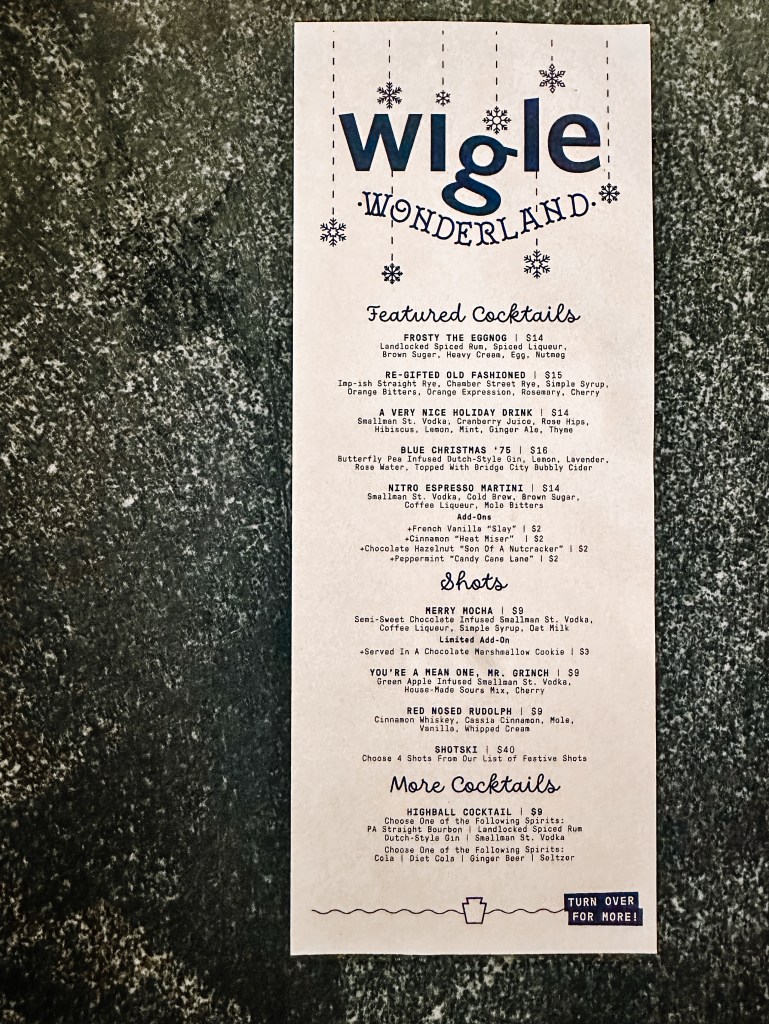 wigle
·WONDERLAND·
Featured Cocktails
FROSTY THE EGGNOG | $14
Landlocked Spiced Rum, Spiced Liqueur,
Brown Sugar, Heavy Cream, Egg, Nutmeg
RE-GIFTED OLD FASHIONED | $15
Imp-ish Straight Rye, Chamber Street Rye, Simple Syrup,
Orange Bitters, Orange Expression, Rosemary, Cherry
A VERY NICE HOLIDAY DRINK | $14
Smallman St. Vodka, Cranberry Juice, Rose Hips,
Hibiscus, Lemon, Mint, Ginger Ale, Thyme
BLUE CHRISTMAS '75 | $16
Butterfly Pea Infused Dutch-Style Gin, Lemon, Lavender,
Rose Water, Topped With Bridge City Bubbly Cider
NITRO ESPRESSO MARTINI | $14
Smallman St. Vodka, Cold Brew, Brown Sugar,
Coffee Liqueur, Mole Bitters
Add-Ons
+French Vanilla "Slay" | $2
+Cinnamon "Heat Miser" | $2
+Chocolate Hazelnut "Son Of A Nutcracker" | $2
+Peppermint "Candy Cane Lane" | $2
Shots
MERRY MOCHA | $9
Semi-Sweet Chocolate Infused Smallman St. Vodka,
Coffee Liqueur, Simple Syrup, Oat Milk
Limited Add-On
+Served In A Chocolate Marshmallow Cookie | $3
YOU'RE A MEAN ONE, MR. GRINCH | $9
Green Apple Infused Smallman St. Vodka,
House-Made Sours Mix, Cherry
RED NOSED RUDOLPH | $9
Cinnamon Whiskey, Cassia Cinnamon, Mole,
Vanilla, Whipped Cream
SHOTSKI | $40
Choose 4 Shots From Our List of Festive Shots
More Cocktails
HIGHBALL COCKTAIL | $9
Choose One of the Following Spirits:
PA Straight Bourbon | Landlocked Spiced Rum
Dutch-Style Gin | Smallman St. Vodka
Choose One of the Following Spirits:
Cola | Diet Cola | Ginger Beer | Seltzer
TURN OVER
FOR MORE!